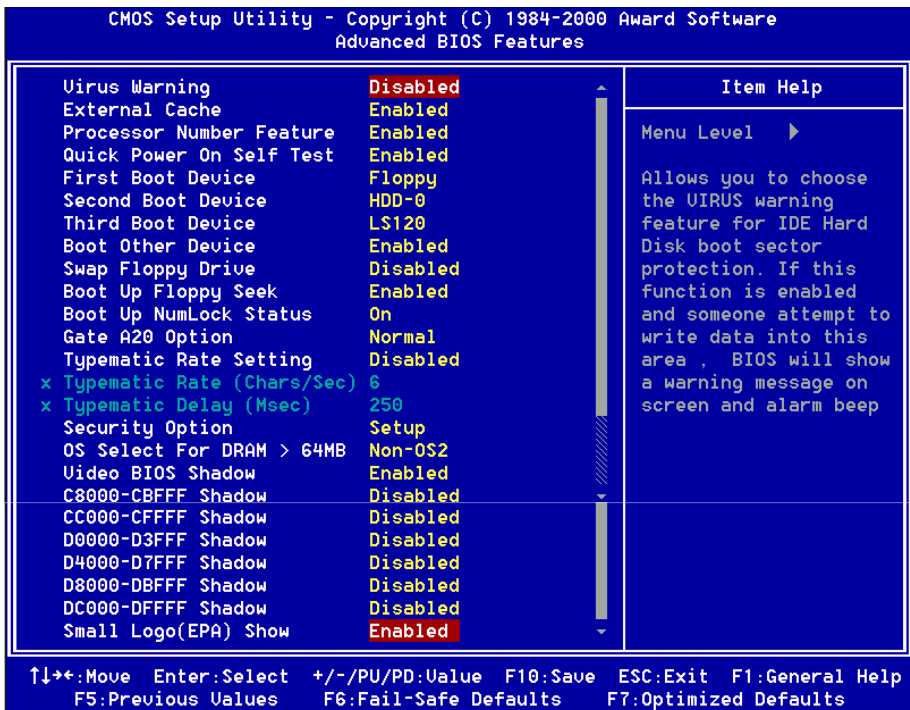 CMOS Setup Utility - Copyright (C) 1984-2000 Award Software
Advanced BIOS Features
Virus Warning Disabled
External Cache Enabled
Processor Number Feature Enabled
Quick Power On Self Test Enabled
First Boot Device Floppy
Second Boot Device HDD-0
Third Boot Device LS120
Boot Other Device Enabled
Swap Floppy Drive Disabled
Boot Up Floppy Seek Enabled
Boot Up NumLock Status On
Gate A20 Option Normal
Typematic Rate Setting Disabled
x Typematic Rate (Chars/Sec) 6
x Typematic Delay (Msec) 250
Security Option Setup
OS Select For DRAM > 64MB Non-OS2
Video BIOS Shadow Enabled
C8000-CBFFF Shadow Disabled
CC000-CFFFF Shadow Disabled
D0000-D3FFF Shadow Disabled
D4000-D7FFF Shadow Disabled
D8000-DBFFF Shadow Disabled
DC000-DFFFF Shadow Disabled
Small Logo(EPA) Show Enabled
Item Help
Menu Level
Allows you to choose
the VIRUS warning
feature for IDE Hard
Disk boot sector
protection. If this
function is enabled
and someone attempt to
write data into this
area , BIOS will show
a warning message on
screen and alarm beep
↑↓→←:Move Enter:Select +/-/PU/PD:Value F10:Save ESC:Exit F1:General Help
F5:Previous Values F6:Fail-Safe Defaults F7:Optimized Defaults